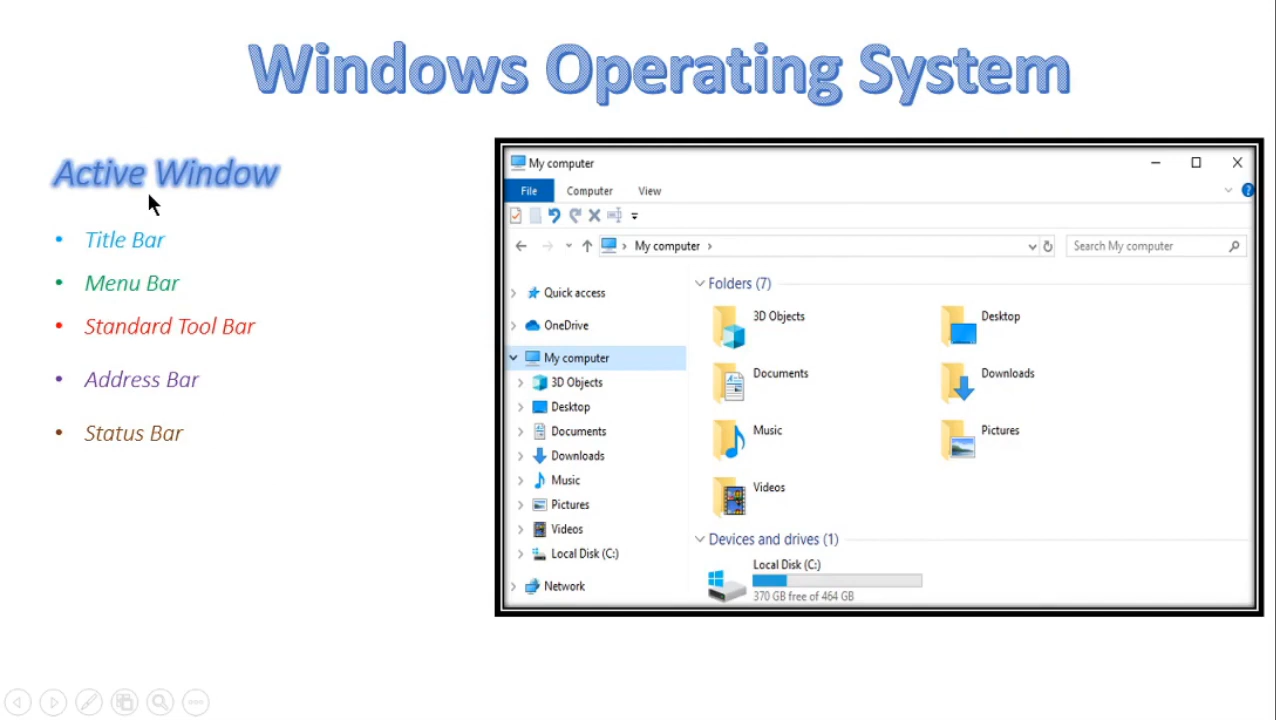 Windows Operating System
Active Window
• Title Bar
• Menu Bar
• Standard Tool Bar
• Address Bar
• Status Bar
My computer
File Computer View
My computer
Search My computer
Quick access
OneDrive
My computer
3D Objects
Desktop
Documents
Downloads
Music
Pictures
Videos
Local Disk (C:)
Network
Folders (7)
3D Objects
Desktop
Documents
Downloads
Music
Pictures
Videos
Devices and drives (1)
Local Disk (C:)
370 GB free of 464 GB